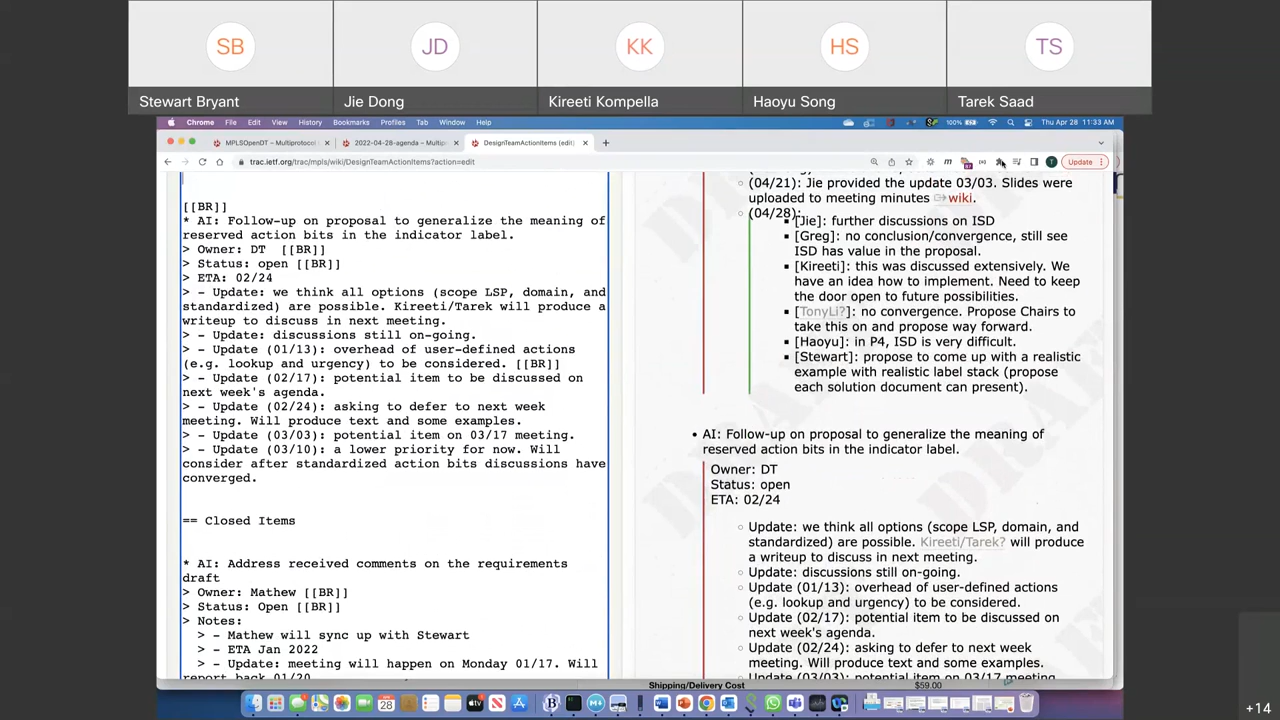 SB
JD
KK
HS
TS
Stewart Bryant
Jie Dong
Kireeti Kompella
Haoyu Song
Tarek Saad
Chrome File Edit View History Bookmarks Profiles Tab Window Help
100%
Thu Apr 28 11:33 AM
MPLSOpenDT – Multiprotocol
2022-04-28-agenda – Multip
DesignTeamActionItems (edit)
trac.ietf.org/trac/mpls/wiki/DesignTeamActionItems?action=edit
Update
[[BR]]
* AI: Follow-up on proposal to generalize the meaning of
reserved action bits in the indicator label.
> Owner: DT [[BR]]
> Status: open [[BR]]
> ETA: 02/24
> - Update: we think all options (scope LSP, domain, and
standardized) are possible. Kireeti/Tarek will produce a
writeup to discuss in next meeting.
> - Update: discussions still on-going.
> - Update (01/13): overhead of user-defined actions
(e.g. lookup and urgency) to be considered. [[BR]]
> - Update (02/17): potential item to be discussed on
next week's agenda.
> - Update (02/24): asking to defer to next week
meeting. Will produce text and some examples.
> - Update (03/03): potential item on 03/17 meeting.
> - Update (03/10): a lower priority for now. Will
consider after standardized action bits discussions have
converged.
== Closed Items
* AI: Address received comments on the requirements
draft
> Owner: Mathew [[BR]]
> Status: Open [[BR]]
> Notes:
> - Mathew will sync up with Stewart
> - ETA Jan 2022
> - Update: meeting will happen on Monday 01/17. Will
report back 01/20
(04/21): Jie provided the update 03/03. Slides were
uploaded to meeting minutes wiki.
(04/28):
[Jie]: further discussions on ISD
[Greg]: no conclusion/convergence, still see
ISD has value in the proposal.
[Kireeti]: this was discussed extensively. We
have an idea how to implement. Need to keep
the door open to future possibilities.
[TonyLi?]: no convergence. Propose Chairs to
take this on and propose way forward.
[Haoyu]: in P4, ISD is very difficult.
[Stewart]: propose to come up with a realistic
example with realistic label stack (propose
each solution document can present).
AI: Follow-up on proposal to generalize the meaning of
reserved action bits in the indicator label.
Owner: DT
Status: open
ETA: 02/24
Update: we think all options (scope LSP, domain, and
standardized) are possible. Kireeti/Tarek? will produce
a writeup to discuss in next meeting.
Update: discussions still on-going.
Update (01/13): overhead of user-defined actions
(e.g. lookup and urgency) to be considered.
Update (02/17): potential item to be discussed on
next week's agenda.
Update (02/24): asking to defer to next week
meeting. Will produce text and some examples.
Update (03/03): potential item on 03/17 meeting.
Shipping/Delivery Cost $59.00
+14